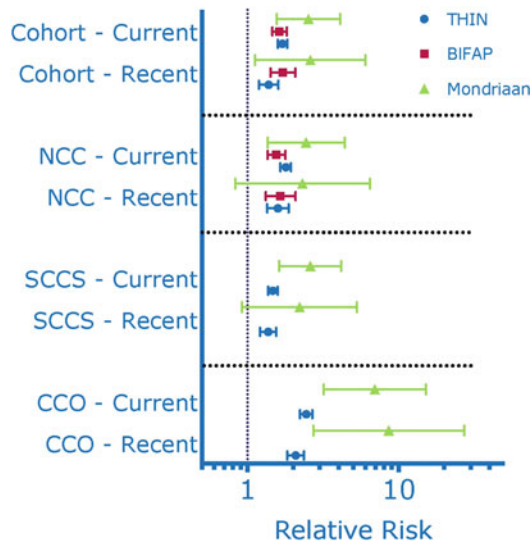 Cohort - Current
Cohort - Recent
NCC - Current
NCC - Recent
SCCS - Current
SCCS - Recent
CCO - Current
CCO - Recent
THIN
BIFAP
Mondriaan
1 10
Relative Risk